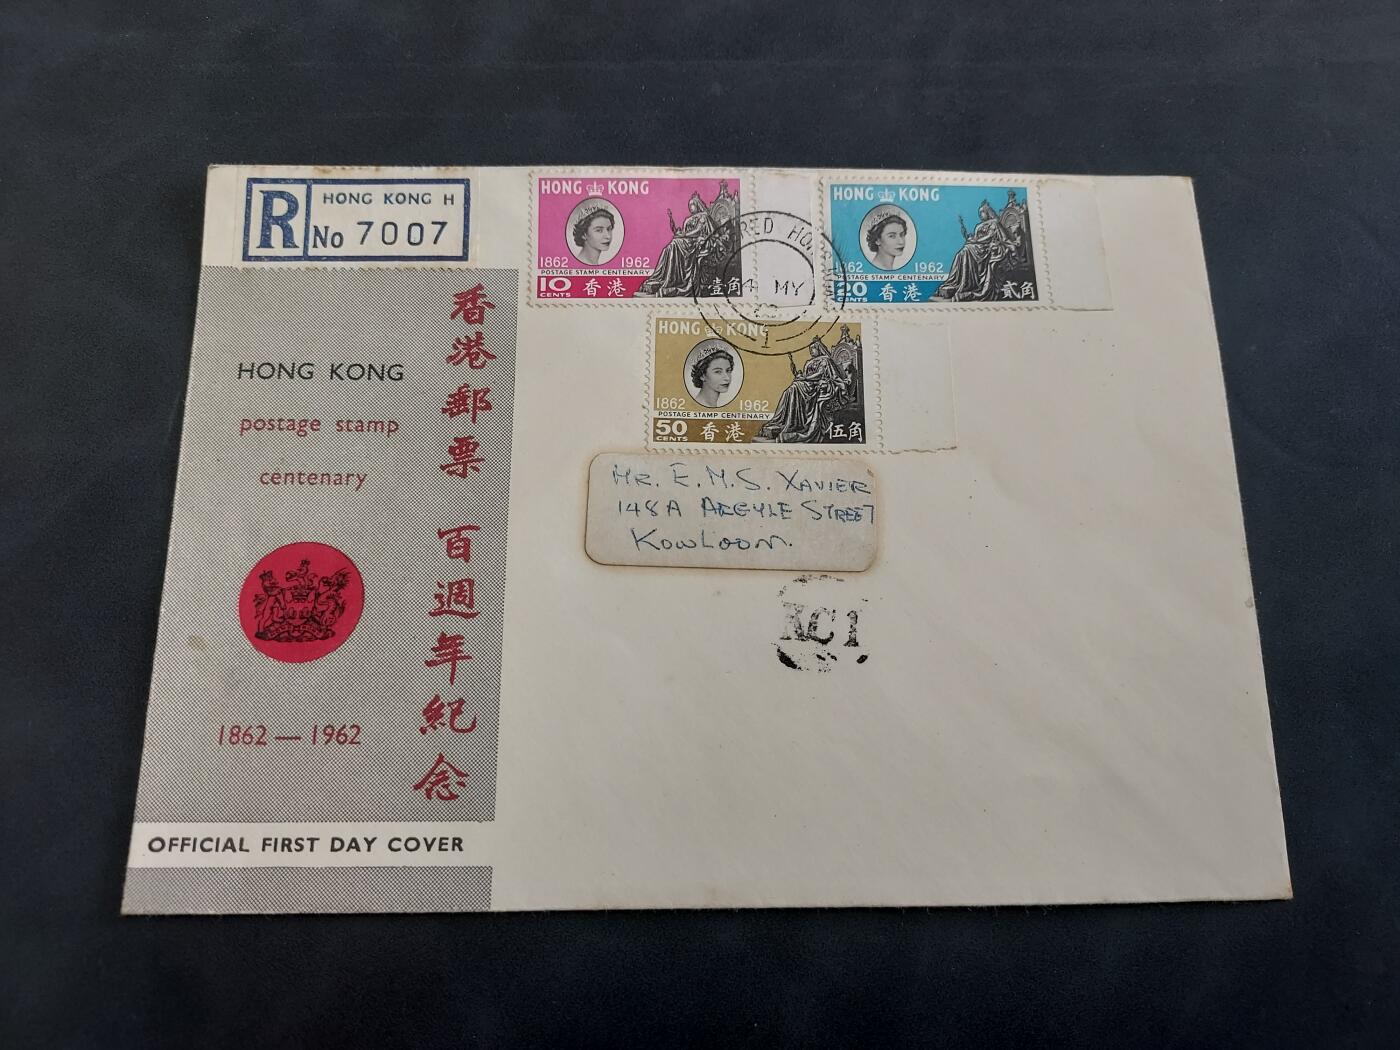 R
HONG KONG H
No 7007
HONG KONG
postage stamp
centenary
香港郵票百週年紀念
1862 — 1962
OFFICIAL FIRST DAY COVER
HONG KONG
1862 1962
POSTAGE STAMP CENTENARY
10 CENTS 香港 壹角
HONG KONG
1862 1962
POSTAGE STAMP CENTENARY
20 CENTS 香港 貳角
4 MY
1
HONG KONG
1862 1962
POSTAGE STAMP CENTENARY
50 CENTS 香港 伍角
MR. E. M. S. XAVIER
148A ARGYLE STREET
KOWLOON.
KC1